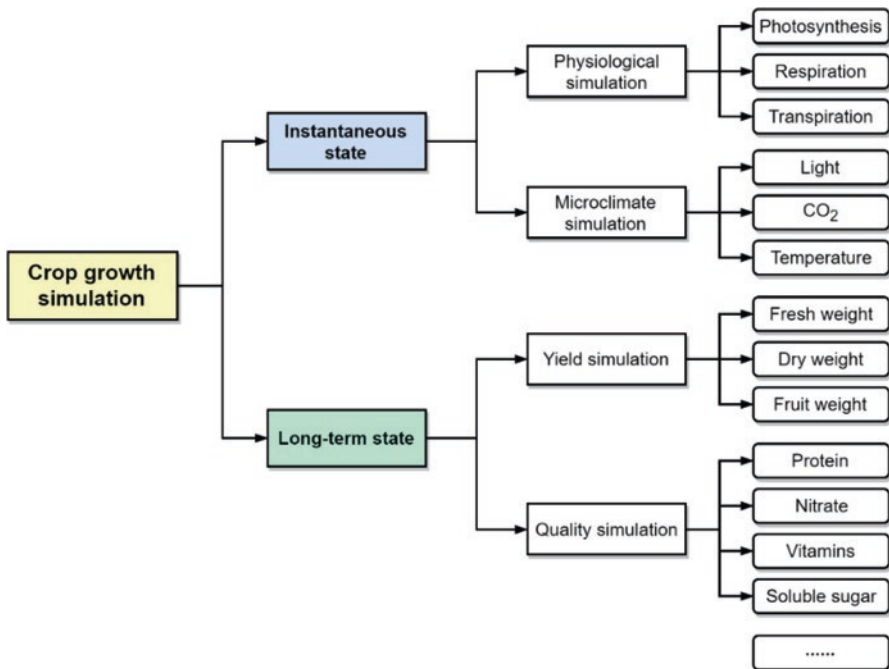 Crop growth
simulation
Instantaneous
state
Long-term state
Physiological
simulation
Microclimate
simulation
Yield simulation
Quality simulation
Photosynthesis
Respiration
Transpiration
Light
CO₂
Temperature
Fresh weight
Dry weight
Fruit weight
Protein
Nitrate
Vitamins
Soluble sugar
......